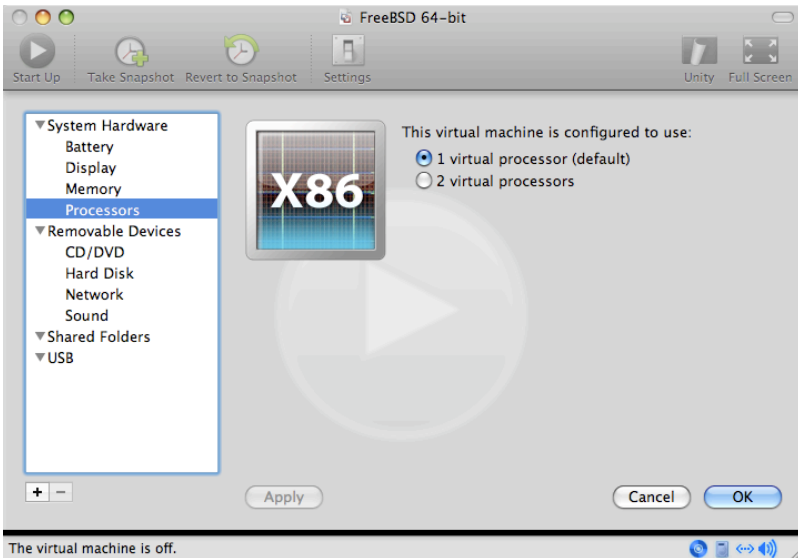 FreeBSD 64-bit
Start Up Take Snapshot Revert to Snapshot Settings Unity Full Screen
System Hardware
Battery
Display
Memory
Processors
Removable Devices
CD/DVD
Hard Disk
Network
Sound
Shared Folders
USB
X86
This virtual machine is configured to use:
1 virtual processor (default)
2 virtual processors
Apply Cancel OK
The virtual machine is off.